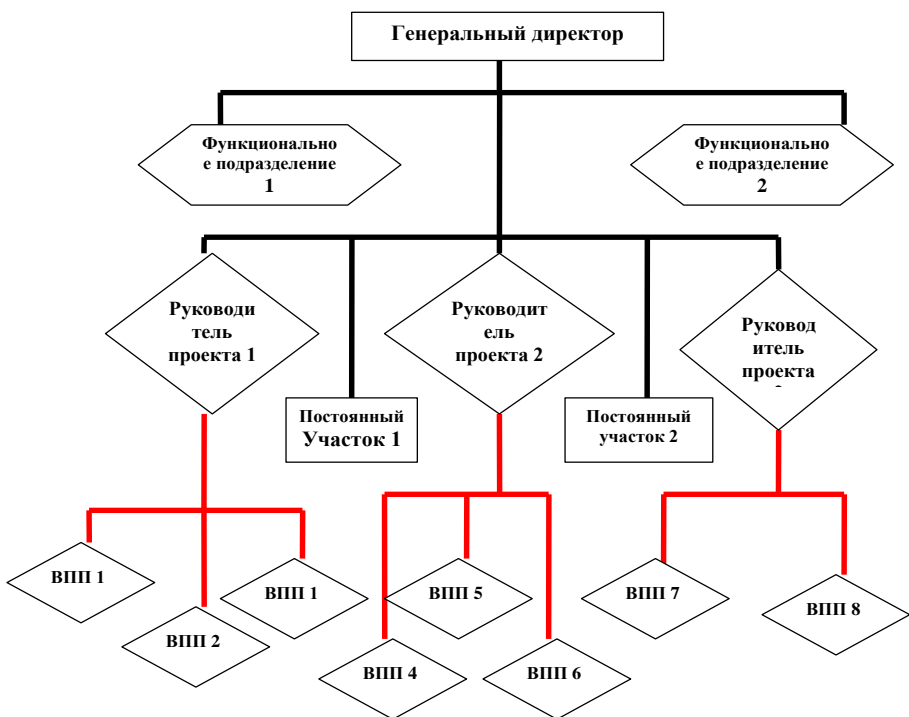 Генеральный директор
Функционально
е подразделение
1
Функционально
е подразделение
2
Руководи
тель
проекта 1
Руководит
ель
проекта 2
Руковод
итель
проекта
Постоянный
Участок 1
Постоянный
участок 2
ВПП 1
ВПП 2
ВПП 1
ВПП 4
ВПП 5
ВПП 6
ВПП 7
ВПП 8